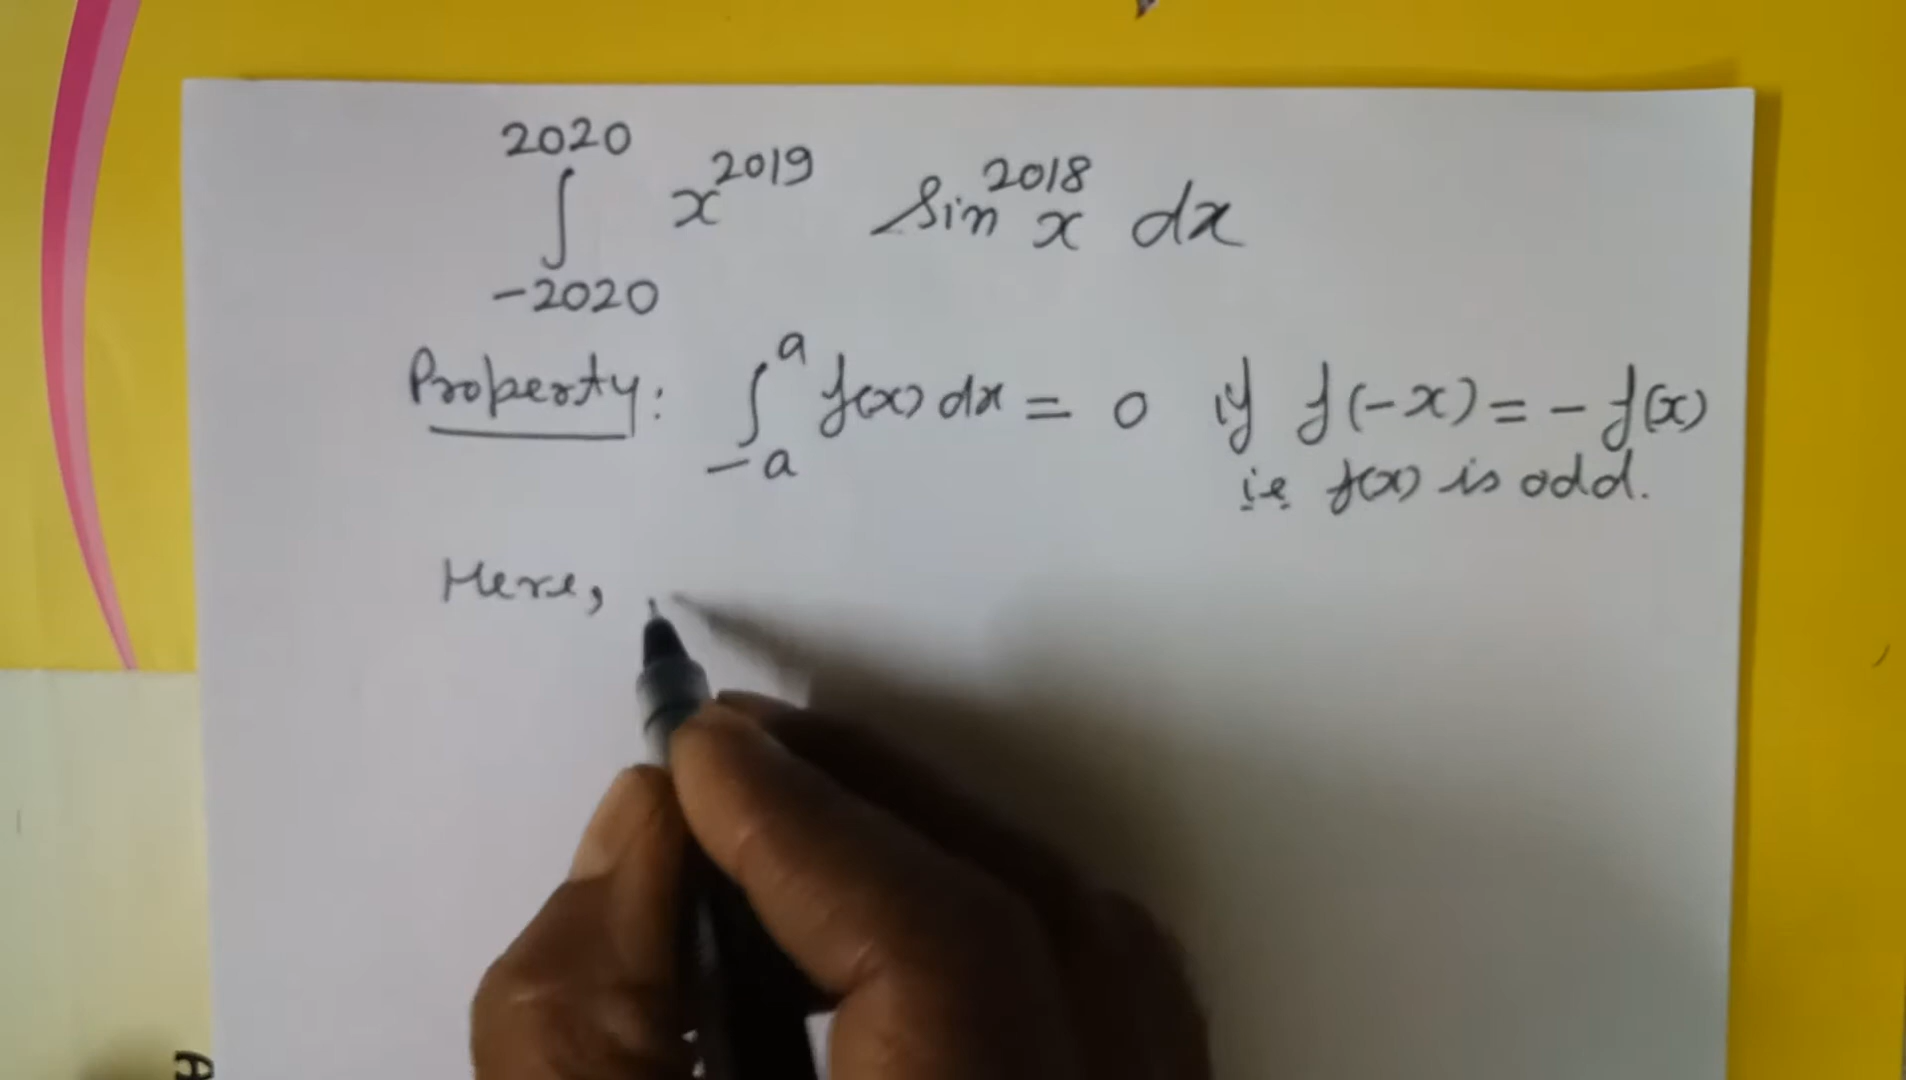 ∫_{-2020}^{2020} x^{2019} Sin^{2018} x dx
Property: ∫_{-a}^{a} f(x) dx = 0 if f(-x) = -f(x)
i.e f(x) is odd.
Here,
A